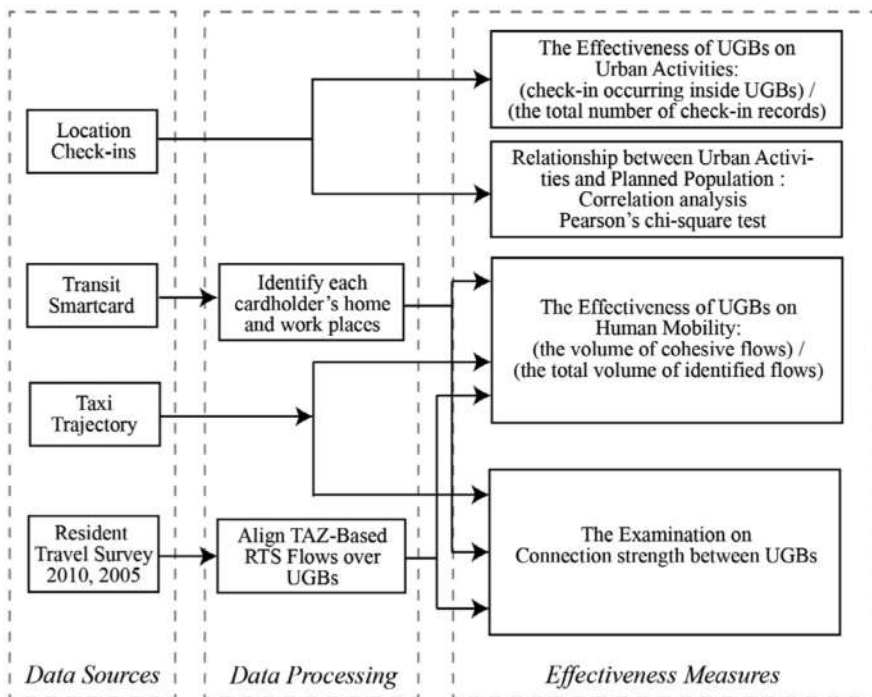 Location
Check-ins
Transit
Smartcard
Taxi
Trajectory
Resident
Travel Survey
2010, 2005
Data Sources
Identify each
cardholder's home
and work places
Align TAZ-Based
RTS Flows over
UGBs
Data Processing
The Effectiveness of UGBs on
Urban Activities:
(check-in occurring inside UGBs) /
(the total number of check-in records)
Relationship between Urban Activi-
ties and Planned Population :
Correlation analysis
Pearson's chi-square test
The Effectiveness of UGBs on
Human Mobility:
(the volume of cohesive flows) /
(the total volume of identified flows)
The Examination on
Connection strength between UGBs
Effectiveness Measures